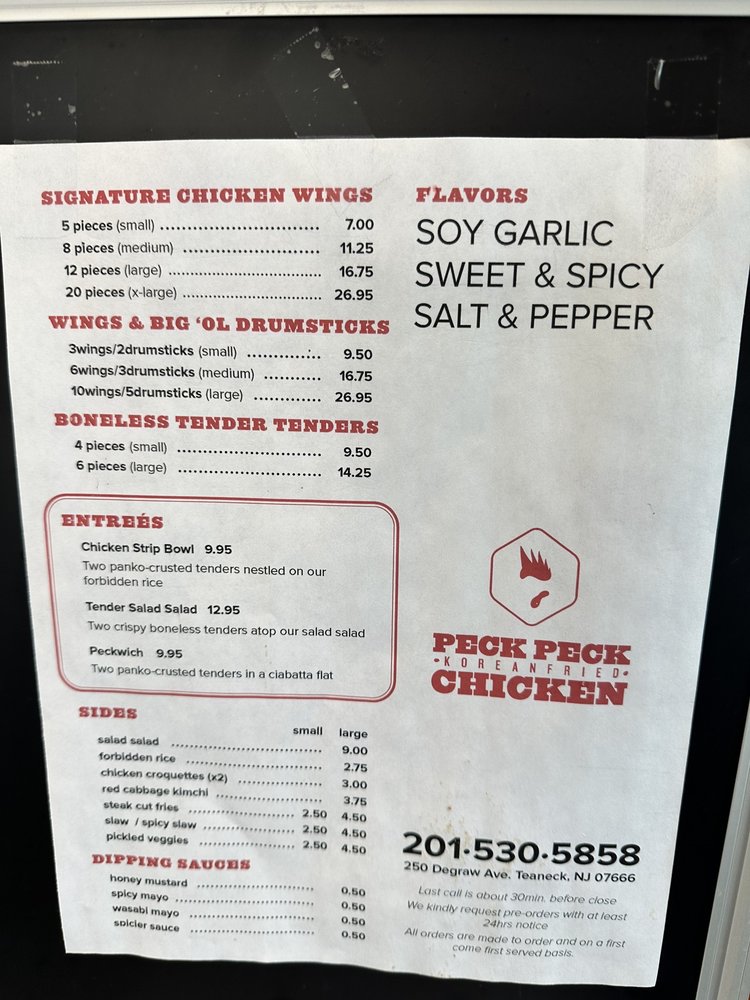 SIGNATURE CHICKEN WINGS
5 pieces (small) 7.00
8 pieces (medium) 11.25
12 pieces (large) 16.75
20 pieces (x-large) 26.95
WINGS & BIG ‘OL DRUMSTICKS
3wings/2drumsticks (small) 9.50
6wings/3drumsticks (medium) 16.75
10wings/5drumsticks (large) 26.95
BONELESS TENDER TENDERS
4 pieces (small) 9.50
6 pieces (large) 14.25
ENTREÉS
Chicken Strip Bowl 9.95
Two panko-crusted tenders nestled on our
forbidden rice
Tender Salad Salad 12.95
Two crispy boneless tenders atop our salad salad
Peckwich 9.95
Two panko-crusted tenders in a ciabatta flat
SIDES
small large
salad salad 9.00
forbidden rice 2.75
chicken croquettes (x2) 3.00
red cabbage kimchi 3.75
steak cut fries 2.50 4.50
slaw / spicy slaw 2.50 4.50
pickled veggies 2.50 4.50
DIPPING SAUCES
honey mustard 0.50
spicy mayo 0.50
wasabi mayo 0.50
spicier sauce 0.50
FLAVORS
SOY GARLIC
SWEET & SPICY
SALT & PEPPER
PECK PECK
•KOREANFRIED•
CHICKEN
201•530•5858
250 Degraw Ave. Teaneck, NJ 07666
Last call is about 30min. before close
We kindly request pre-orders with at least
24hrs notice
All orders are made to order and on a first
come first served basis.